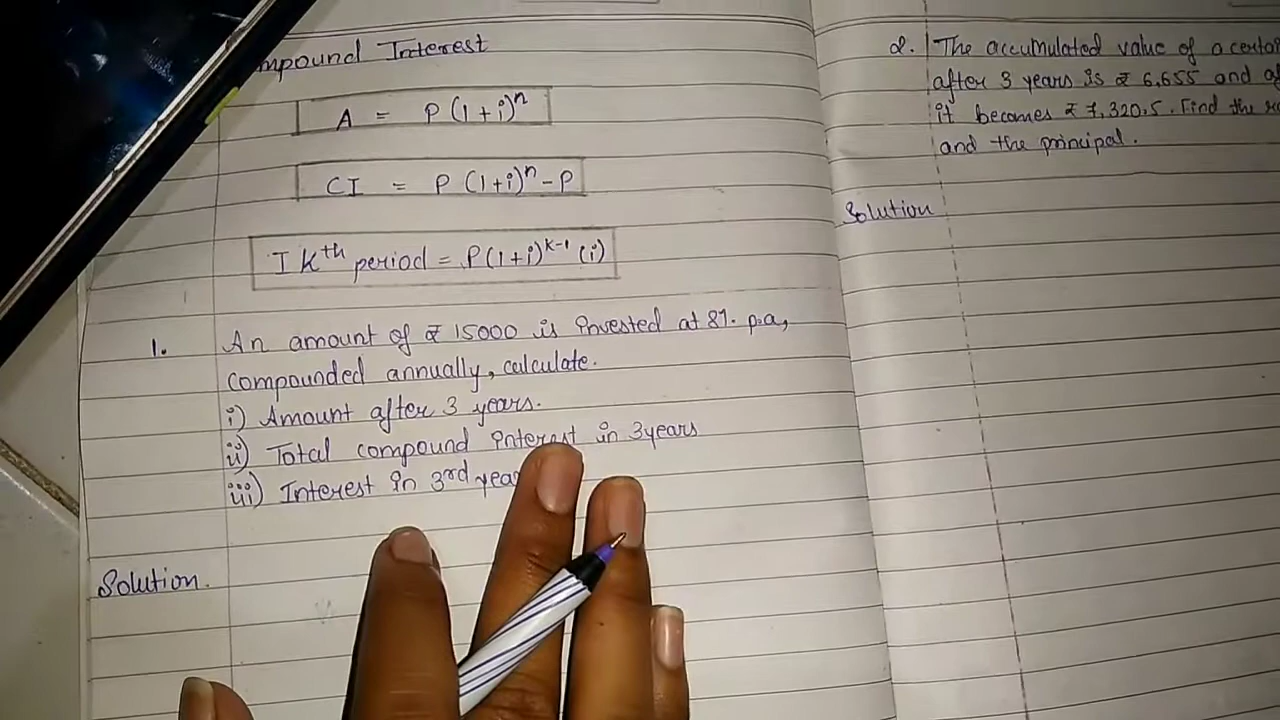 Interest
A = P (1+i)^n
CI = P (1+i)^n - P
I K^th period = P(1+i)^K-1 (i)
1. An amount of ₹ 15000 is invested at 8%. p.a,
compounded annually, calculate.
i) Amount after 3 years.
ii) Total compound interest in 3years
iii) Interest in 3rd
Solution.
2. The accumulated value of a
after 3 years is ₹ 6,655 and
it becomes ₹ 7,320.5. Find the
and the principal.
Solution